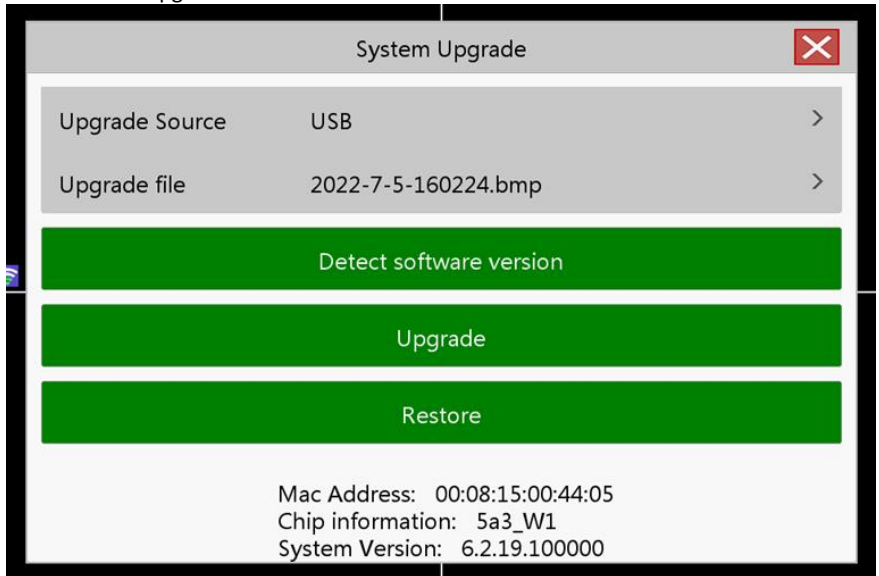 System Upgrade
Upgrade Source USB >
Upgrade file 2022-7-5-160224.bmp >
Detect software version
Upgrade
Restore
Mac Address: 00:08:15:00:44:05
Chip information: 5a3_W1
System Version: 6.2.19.100000